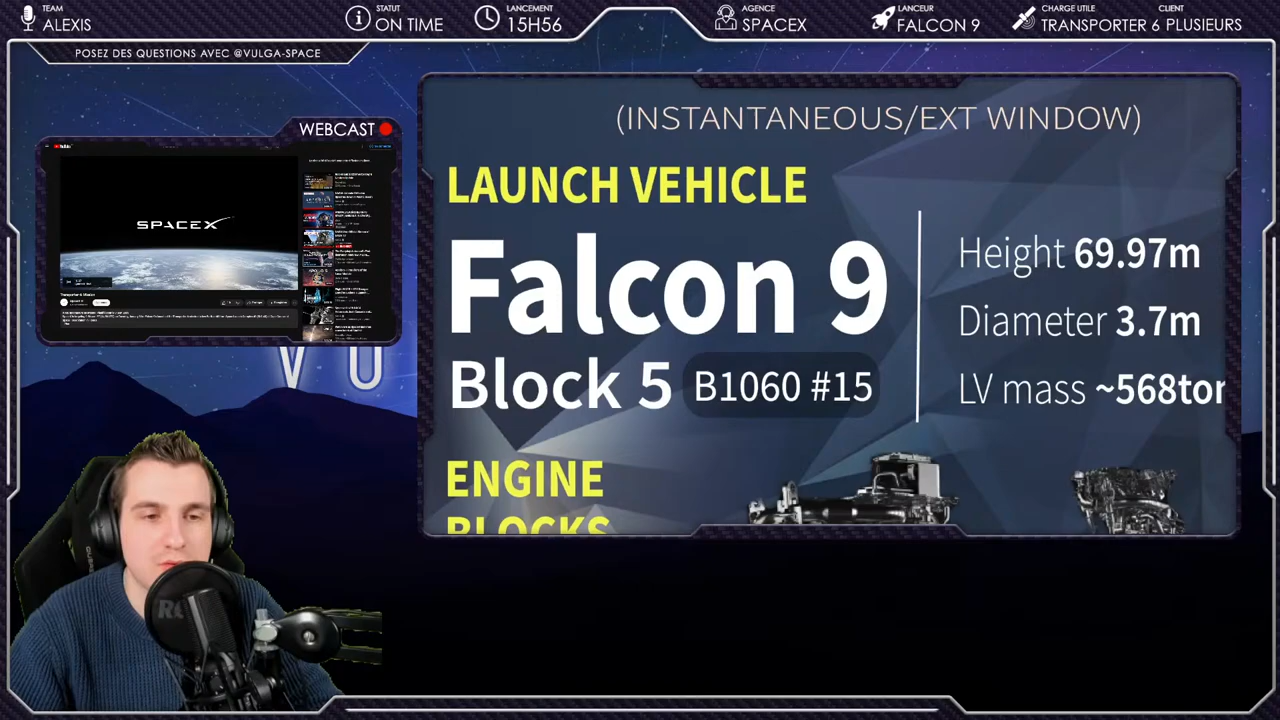 TEAM
ALEXIS
STATUT
ON TIME
LANCEMENT
15H56
AGENCE
SPACEX
LANCEUR
FALCON 9
CHARGE UTILE
CLIENT
TRANSPORTER 6 PLUSIEURS
POSEZ DES QUESTIONS AVEC @VULGA-SPACE
WEBCAST
SPACEX
V U
(INSTANTANEOUS/EXT WINDOW)
LAUNCH VEHICLE
Falcon 9
Block 5 B1060 #15
Height 69.97m
Diameter 3.7m
LV mass ~568ton
ENGINE
BLOCKS